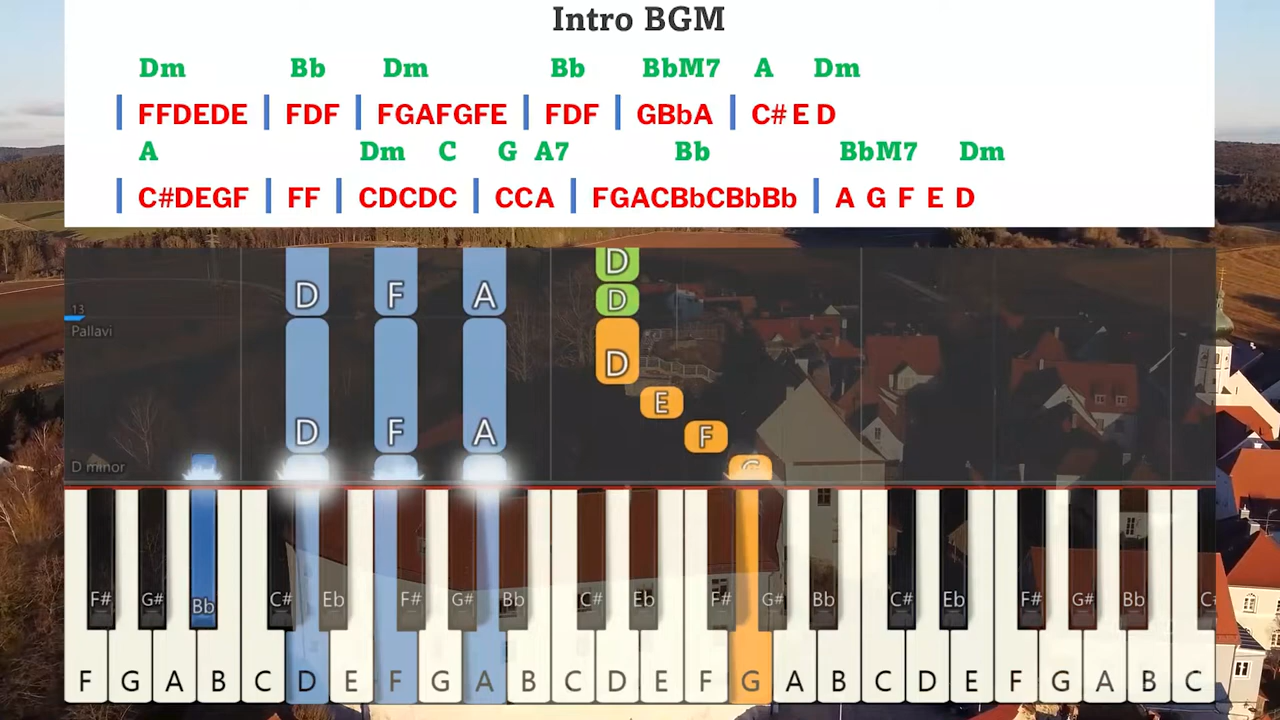 Intro BGM
Dm Bb Dm Bb BbM7 A Dm
| FFDEDE | FDF | FGAFGFE | FDF | GBbA | C# E D
A Dm C G A7 Bb BbM7 Dm
| C#DEGF | FF | CDCDC | CCA | FGACBbCBbBb | A G F E D
D
D F A D
13
Pallavi
D
E
D F A F
D minor
G
F# G# Bb C# Eb F# G# Bb C# Eb F# G# Bb C# Eb F# G# Bb C#
F G A B C D E F G A B C D E F G A B C D E F G A B C